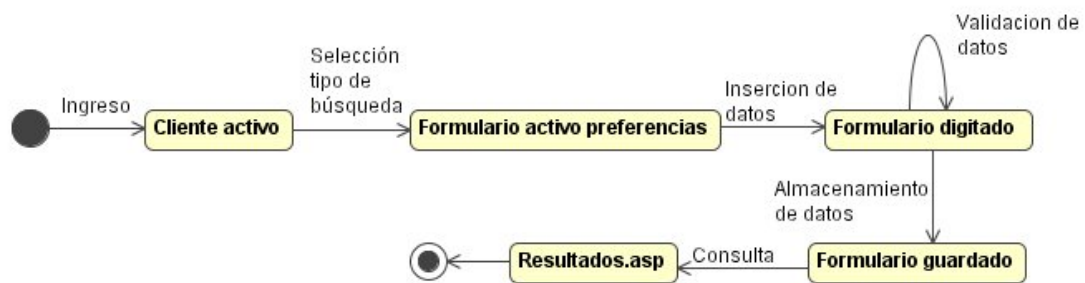 Validacion de
datos
Selección
tipo de
búsqueda
Ingreso
Insercion de
datos
Cliente activo
Formulario activo preferencias
Formulario digitado
Almacenamiento
de datos
Resultados.asp
Consulta
Formulario guardado